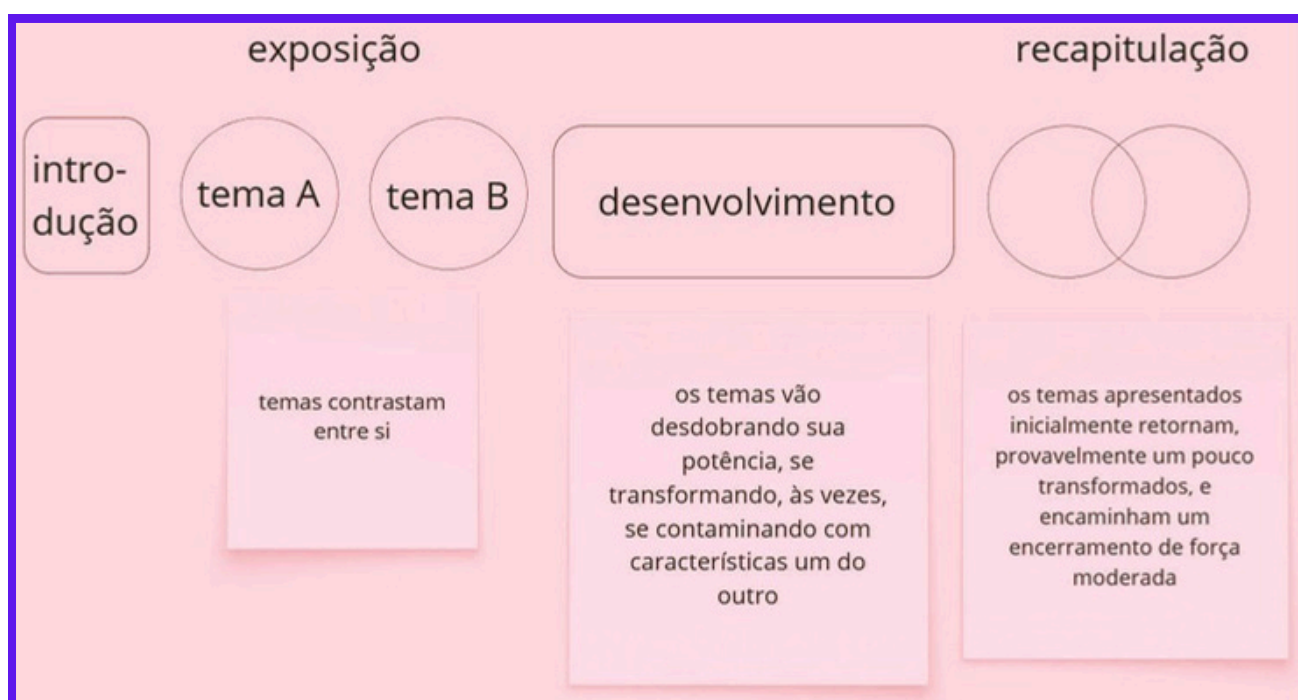 exposição
recapitulação
intro-
dução
tema A
tema B
desenvolvimento
temas contrastam
entre si
os temas vão
desdobrando sua
potência, se
transformando, às vezes,
se contaminando com
características um do
outro
os temas apresentados
inicialmente retornam,
provavelmente um pouco
transformados, e
encaminham um
encerramento de força
moderada